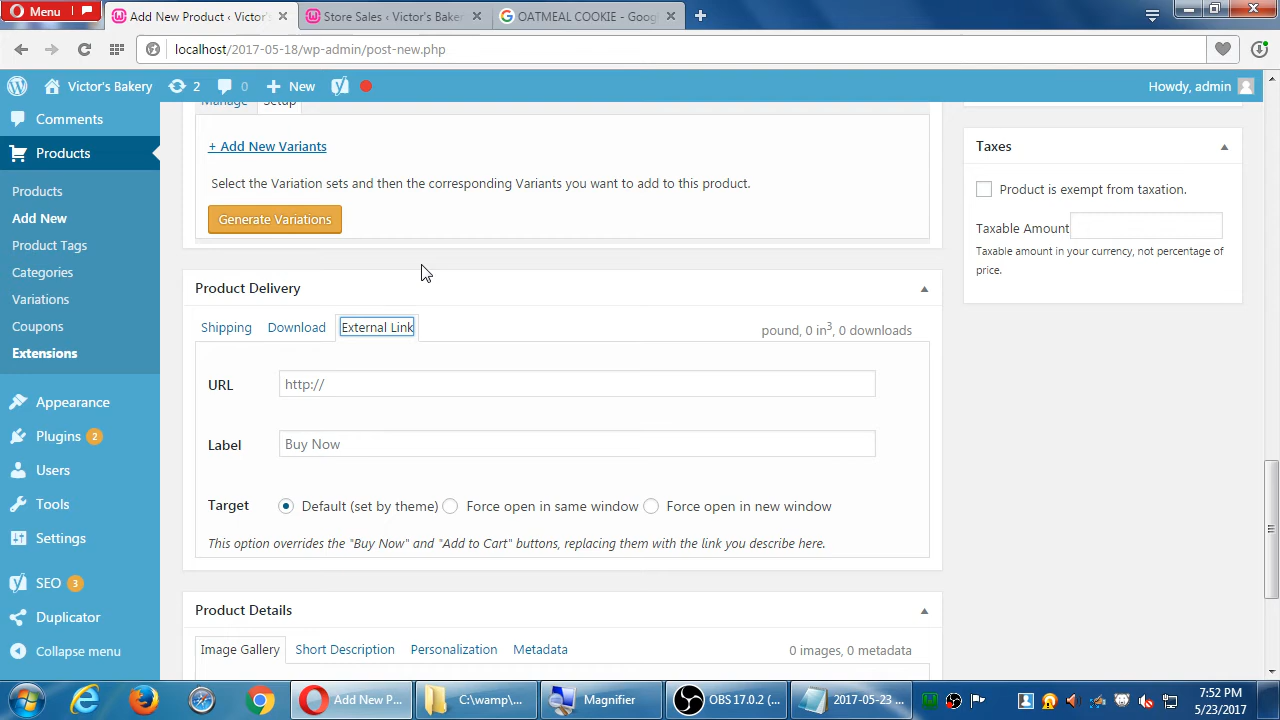 Menu
Add New Product ‹ Victor's
Store Sales ‹ Victor's Bakery
OATMEAL COOKIE - Goog
localhost/2017-05-18/wp-admin/post-new.php
Victor's Bakery
2
0
New
Howdy, admin
Comments
Products
Products
Add New
Product Tags
Categories
Variations
Coupons
Extensions
Appearance
Plugins 2
Users
Tools
Settings
SEO 3
Duplicator
Collapse menu
Manage
Setup
+ Add New Variants
Select the Variation sets and then the corresponding Variants you want to add to this product.
Generate Variations
Product Delivery
Shipping
Download
External Link
pound, 0 in³, 0 downloads
URL
http://
Label
Buy Now
Target
Default (set by theme)
Force open in same window
Force open in new window
This option overrides the "Buy Now" and "Add to Cart" buttons, replacing them with the link you describe here.
Product Details
Image Gallery
Short Description
Personalization
Metadata
0 images, 0 metadata
Taxes
Product is exempt from taxation.
Taxable Amount
Taxable amount in your currency, not percentage of
price.
Add New P...
C:\wamp\...
Magnifier
OBS 17.0.2 (...
2017-05-23 ...
7:52 PM
5/23/2017